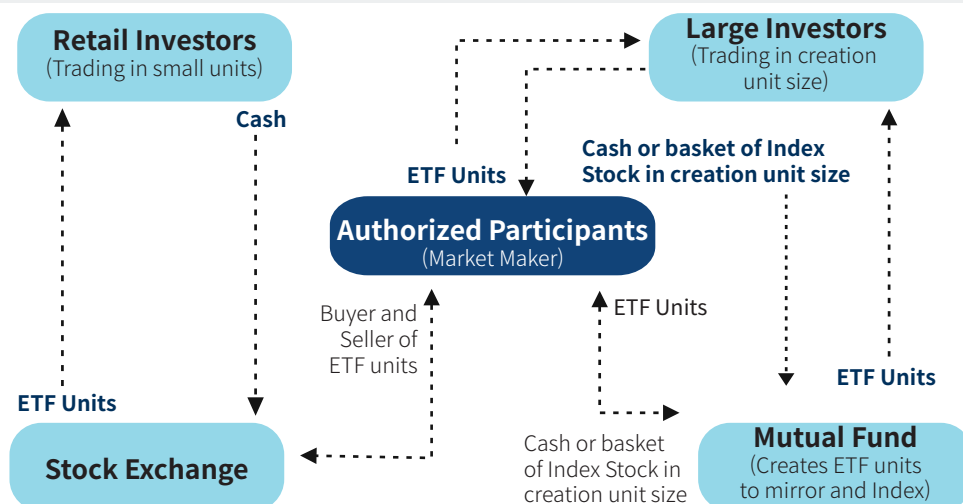 Retail Investors
(Trading in small units)
Large Investors
(Trading in creation
unit size)
Cash
Cash or basket of Index
Stock in creation unit size
ETF Units
Authorized Participants
(Market Maker)
Buyer and
Seller of
ETF units
ETF Units
ETF Units
ETF Units
Stock Exchange
Cash or basket
of Index Stock in
creation unit size
Mutual Fund
(Creates ETF units
to mirror and Index)